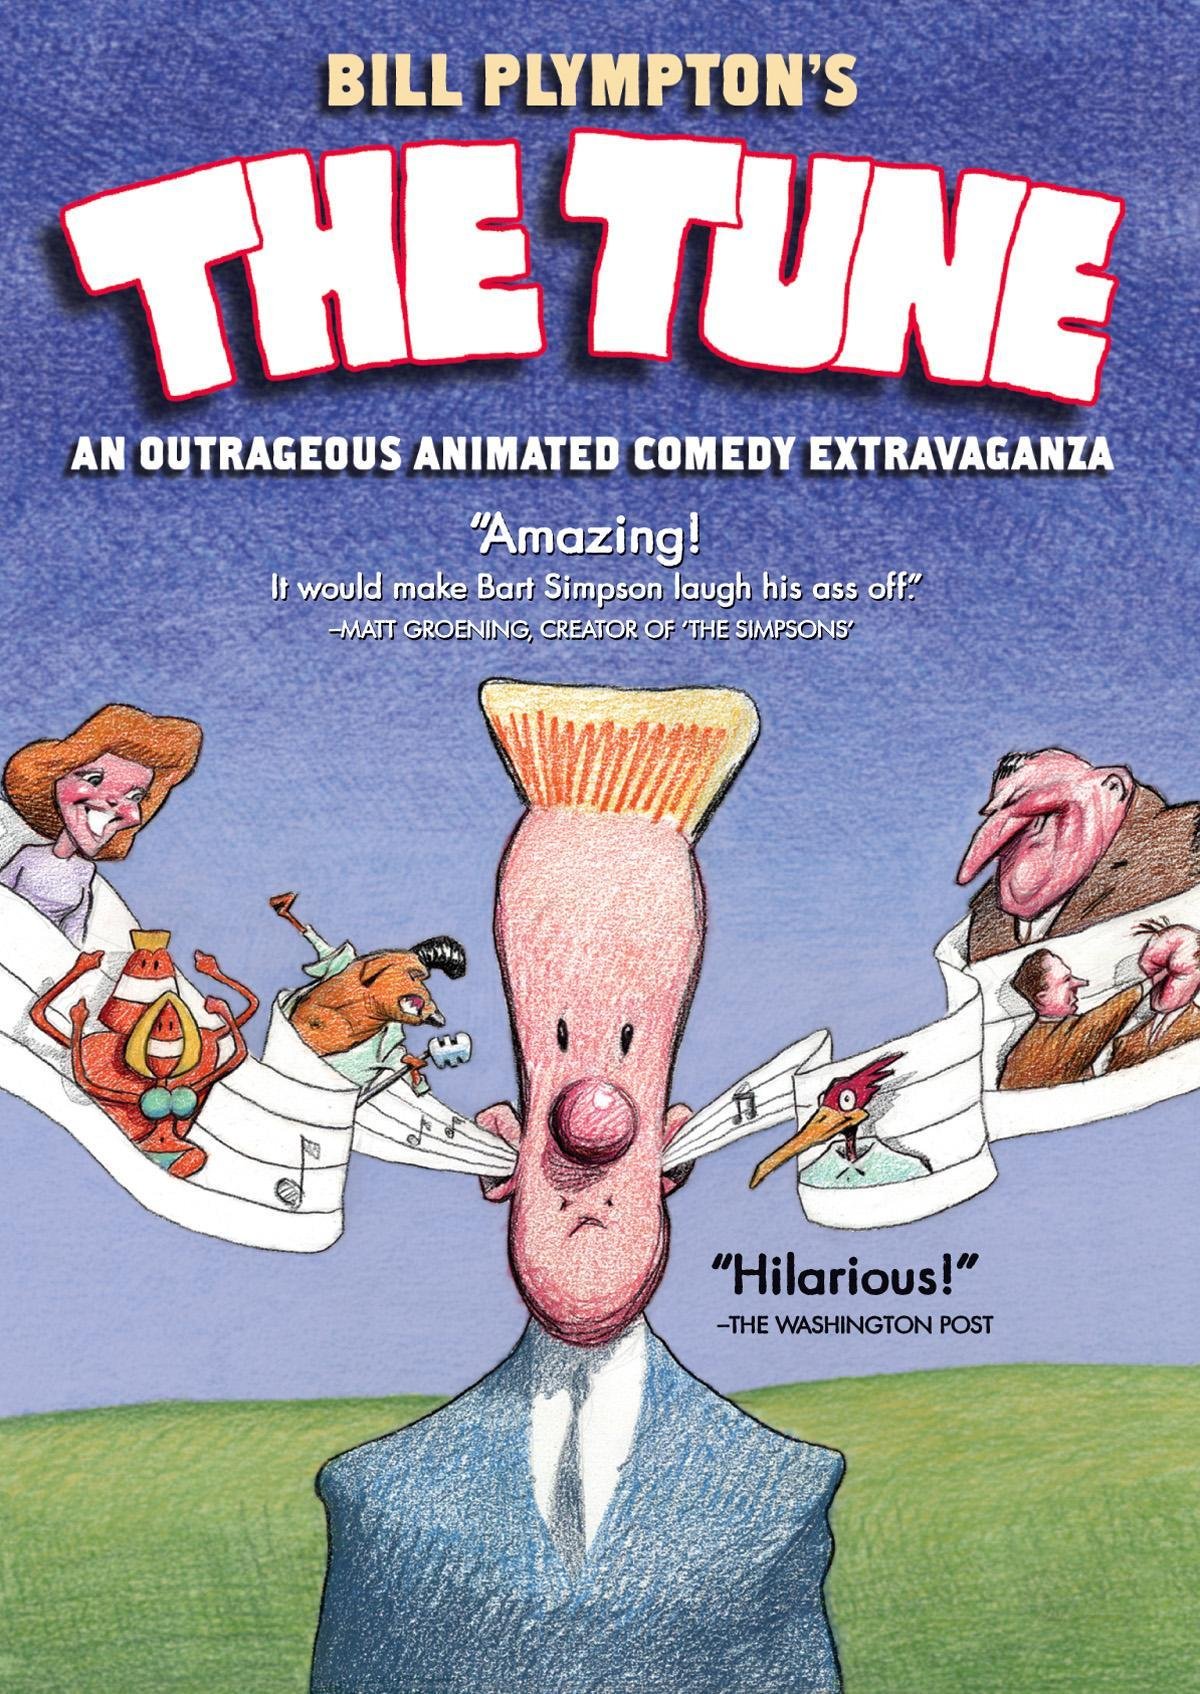 BILL PLYMPTON'S
THE TUNE
AN OUTRAGEOUS ANIMATED COMEDY EXTRAVAGANZA
"Amazing!
It would make Bart Simpson laugh his ass off."
–MATT GROENING, CREATOR OF 'THE SIMPSONS'
"Hilarious!"
–THE WASHINGTON POST